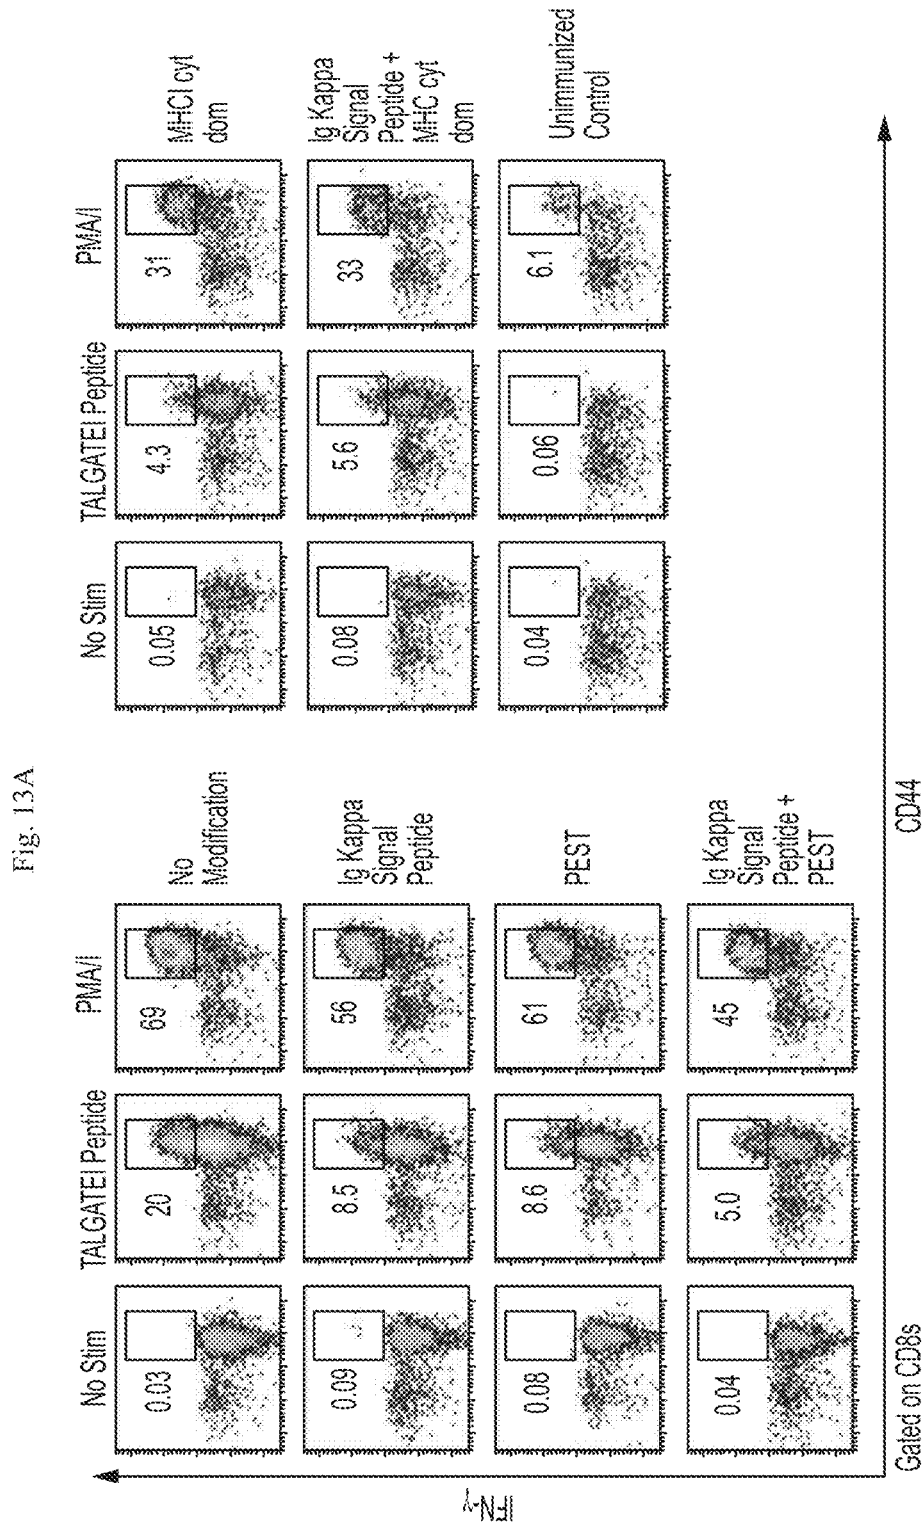 Fig. 13A
No Stim
TALGATEI Peptide
PMA/I
0.03
20
69
No
Modification
0.09
8.5
56
Ig Kappa
Signal
Peptide
0.08
8.6
61
PEST
0.04
5.0
45
Ig Kappa
Signal
Peptide +
PEST
No Stim
TALGATEI Peptide
PMA/I
0.05
4.3
31
MHCI cyt
dom
0.08
5.6
33
Ig Kappa
Signal
Peptide +
MHC cyt
dom
0.04
0.06
6.1
Unimmunized
Control
IFN-γ
Gated on CD8s
CD44